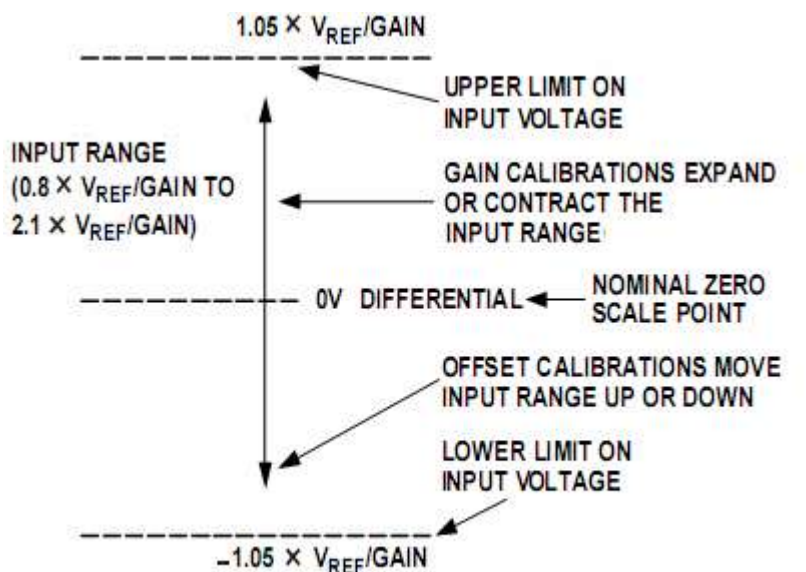 1.05 × VREF/GAIN
UPPER LIMIT ON
INPUT VOLTAGE
INPUT RANGE
(0.8 × VREF/GAIN TO
2.1 × VREF/GAIN)
GAIN CALIBRATIONS EXPAND
OR CONTRACT THE
INPUT RANGE
0V DIFFERENTIAL
NOMINAL ZERO
SCALE POINT
OFFSET CALIBRATIONS MOVE
INPUT RANGE UP OR DOWN
LOWER LIMIT ON
INPUT VOLTAGE
–1.05 × VREF/GAIN